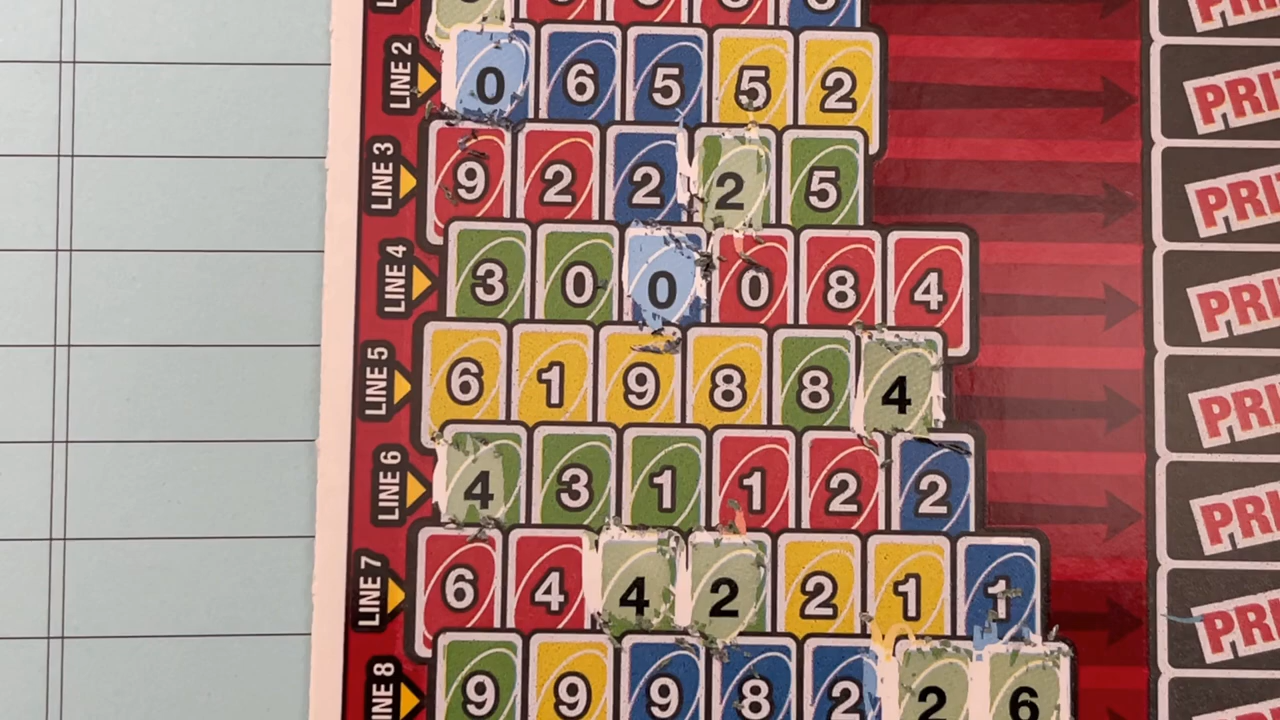 LINE 2 0 6 5 5 2 PRI
LINE 3 9 2 2 2 5 PRI
LINE 4 3 0 0 0 8 4 PRI
LINE 5 6 1 9 8 8 4 PRI
LINE 6 4 3 1 1 2 2 PRI
LINE 7 6 4 4 2 2 1 1 PRI
LINE 8 9 9 9 8 2 2 6